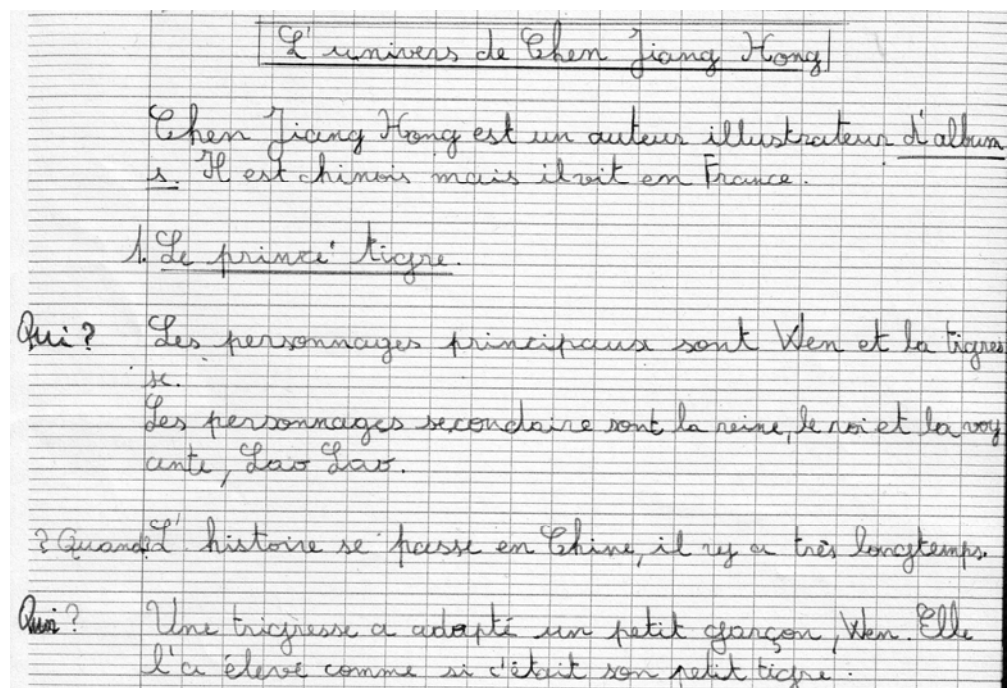 L'univers de Chen Jiang Hong
Chen Jiang Hong est un auteur illustrateur d'album
s. Il est chinois mais il vit en France.
1. Le prince tigre.
Qui? Les personnages principaux sont Wen et la tigres
se.
Les personnages secondaire sont la reine, le roi et la voy
ante, Lao Lao.
? Quand? L'histoire se passe en Chine, il y a très longtemps.
Quoi? Une trigresse a adopté un petit garçon, Wen. Elle
l'a élevé comme si c'était son petit tigre.